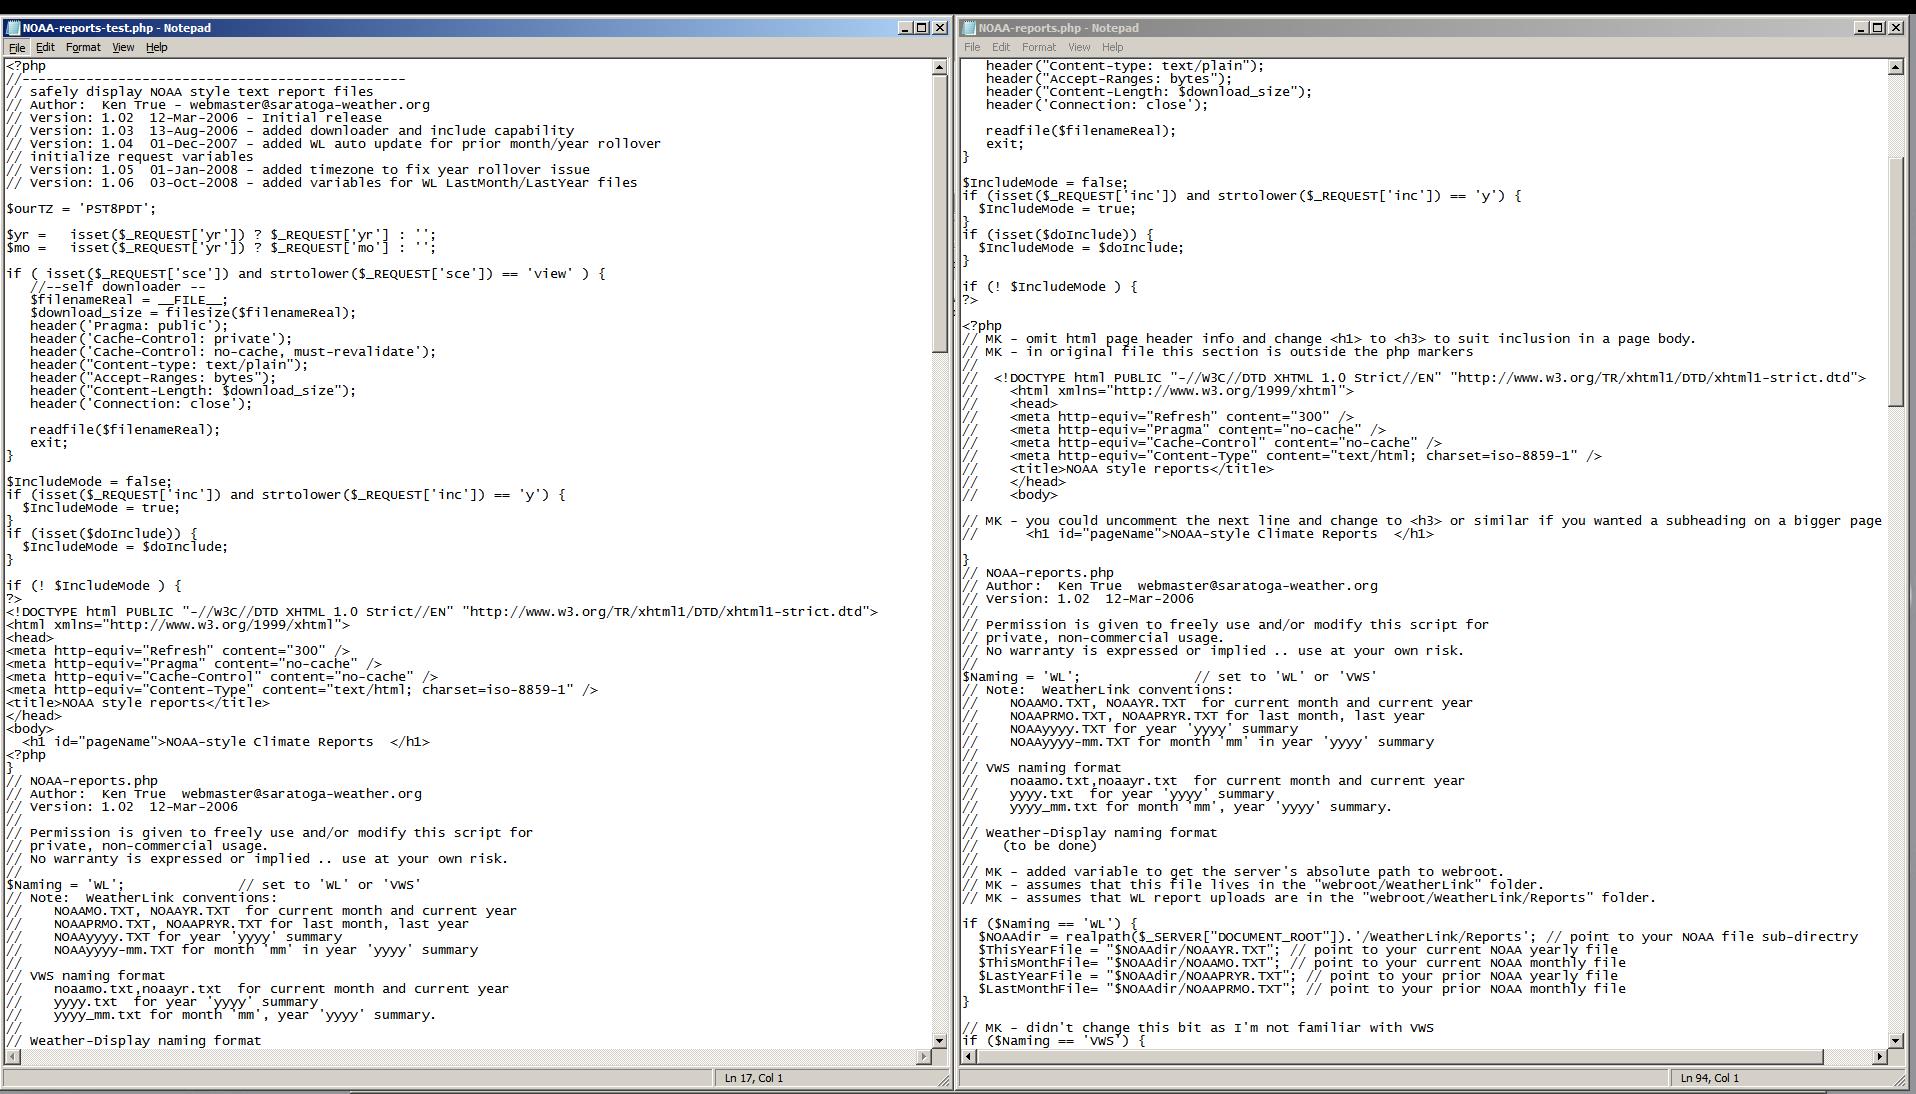 NOAA-reports-test.php - Notepad
File Edit Format View Help
<?php
//------------------------------------------------
// safely display NOAA style text report files
// Author:  Ken True - webmaster@saratoga-weather.org
// Version: 1.02  12-Mar-2006 - Initial release
// Version: 1.03  13-Aug-2006 - added downloader and include capability
// Version: 1.04  01-Dec-2007 - added WL auto update for prior month/year rollover
// initialize request variables
// Version: 1.05  01-Jan-2008 - added timezone to fix year rollover issue
// Version: 1.06  03-Oct-2008 - added variables for WL LastMonth/LastYear files
$ourTZ = 'PST8PDT';
$yr =   isset($_REQUEST['yr']) ? $_REQUEST['yr'] : '';
$mo =   isset($_REQUEST['yr']) ? $_REQUEST['mo'] : '';
if ( isset($_REQUEST['sce']) and strtolower($_REQUEST['sce']) == 'view' ) {
   //--self downloader --
   $filenameReal = __FILE__;
   $download_size = filesize($filenameReal);
   header('Pragma: public');
   header('Cache-Control: private');
   header('Cache-Control: no-cache, must-revalidate');
   header("Content-type: text/plain");
   header("Accept-Ranges: bytes");
   header("Content-Length: $download_size");
   header('Connection: close');
   readfile($filenameReal);
   exit;
}
$IncludeMode = false;
if (isset($_REQUEST['inc']) and strtolower($_REQUEST['inc']) == 'y') {
  $IncludeMode = true;
}
if (isset($doInclude)) {
  $IncludeMode = $doInclude;
}
if (! $IncludeMode ) {
?>
<!DOCTYPE html PUBLIC "-//W3C//DTD XHTML 1.0 Strict//EN" "http://www.w3.org/TR/xhtml1/DTD/xhtml1-strict.dtd">
<html xmlns="http://www.w3.org/1999/xhtml">
<head>
<meta http-equiv="Refresh" content="300" />
<meta http-equiv="Pragma" content="no-cache" />
<meta http-equiv="Cache-Control" content="no-cache" />
<meta http-equiv="Content-Type" content="text/html; charset=iso-8859-1" />
<title>NOAA style reports</title>
</head>
<body>
  <h1 id="pageName">NOAA-style Climate Reports  </h1>
<?php
}
// NOAA-reports.php
// Author:  Ken True  webmaster@saratoga-weather.org
// Version: 1.02  12-Mar-2006
//
// Permission is given to freely use and/or modify this script for
// private, non-commercial usage.
// No warranty is expressed or implied .. use at your own risk.
//
$Naming = 'WL';              // set to 'WL' or 'VWS'
// Note:  WeatherLink conventions:
//    NOAAMO.TXT, NOAAYR.TXT  for current month and current year
//    NOAAPRMO.TXT, NOAAPRYR.TXT for last month, last year
//    NOAAyyyy.TXT for year 'yyyy' summary
//    NOAAyyyy-mm.TXT for month 'mm' in year 'yyyy' summary
//
// VWS naming format
//    noaamo.txt,noaayr.txt  for current month and current year
//    yyyy.txt  for year 'yyyy' summary
//    yyyy_mm.txt for month 'mm', year 'yyyy' summary.
//
// Weather-Display naming format
Ln 17, Col 1
NOAA-reports.php - Notepad
File Edit Format View Help
   header("Content-type: text/plain");
   header("Accept-Ranges: bytes");
   header("Content-Length: $download_size");
   header('Connection: close');
   readfile($filenameReal);
   exit;
}
$IncludeMode = false;
if (isset($_REQUEST['inc']) and strtolower($_REQUEST['inc']) == 'y') {
  $IncludeMode = true;
}
if (isset($doInclude)) {
  $IncludeMode = $doInclude;
}
if (! $IncludeMode ) {
?>
<?php
// MK - omit html page header info and change <h1> to <h3> to suit inclusion in a page body.
// MK - in original file this section is outside the php markers
//
//  <!DOCTYPE html PUBLIC "-//W3C//DTD XHTML 1.0 Strict//EN" "http://www.w3.org/TR/xhtml1/DTD/xhtml1-strict.dtd">
//    <html xmlns="http://www.w3.org/1999/xhtml">
//    <head>
//    <meta http-equiv="Refresh" content="300" />
//    <meta http-equiv="Pragma" content="no-cache" />
//    <meta http-equiv="Cache-Control" content="no-cache" />
//    <meta http-equiv="Content-Type" content="text/html; charset=iso-8859-1" />
//    <title>NOAA style reports</title>
//    </head>
//    <body>
// MK - you could uncomment the next line and change to <h3> or similar if you wanted a subheading on a bigger page
//      <h1 id="pageName">NOAA-style Climate Reports  </h1>
}
// NOAA-reports.php
// Author:  Ken True  webmaster@saratoga-weather.org
// Version: 1.02  12-Mar-2006
//
// Permission is given to freely use and/or modify this script for
// private, non-commercial usage.
// No warranty is expressed or implied .. use at your own risk.
//
$Naming = 'WL';              // set to 'WL' or 'VWS'
// Note:  WeatherLink conventions:
//    NOAAMO.TXT, NOAAYR.TXT  for current month and current year
//    NOAAPRMO.TXT, NOAAPRYR.TXT for last month, last year
//    NOAAyyyy.TXT for year 'yyyy' summary
//    NOAAyyyy-mm.TXT for month 'mm' in year 'yyyy' summary
//
// VWS naming format
//    noaamo.txt,noaayr.txt  for current month and current year
//    yyyy.txt  for year 'yyyy' summary
//    yyyy_mm.txt for month 'mm', year 'yyyy' summary.
//
// Weather-Display naming format
//   (to be done)
//
// MK - added variable to get the server's absolute path to webroot.
// MK - assumes that this file lives in the "webroot/WeatherLink" folder.
// MK - assumes that WL report uploads are in the "webroot/WeatherLink/Reports" folder.
if ($Naming == 'WL') {
  $NOAAdir = realpath($_SERVER["DOCUMENT_ROOT"]).'/WeatherLink/Reports'; // point to your NOAA file sub-directry
  $ThisYearFile = "$NOAAdir/NOAAYR.TXT"; // point to your current NOAA yearly file
  $ThisMonthFile= "$NOAAdir/NOAAMO.TXT"; // point to your current NOAA monthly file
  $LastYearFile = "$NOAAdir/NOAAPRYR.TXT"; // point to your prior NOAA yearly file
  $LastMonthFile= "$NOAAdir/NOAAPRMO.TXT"; // point to your prior NOAA monthly file
}
// MK - didn't change this bit as I'm not familiar with VWS
if ($Naming == 'VWS') {
Ln 94, Col 1